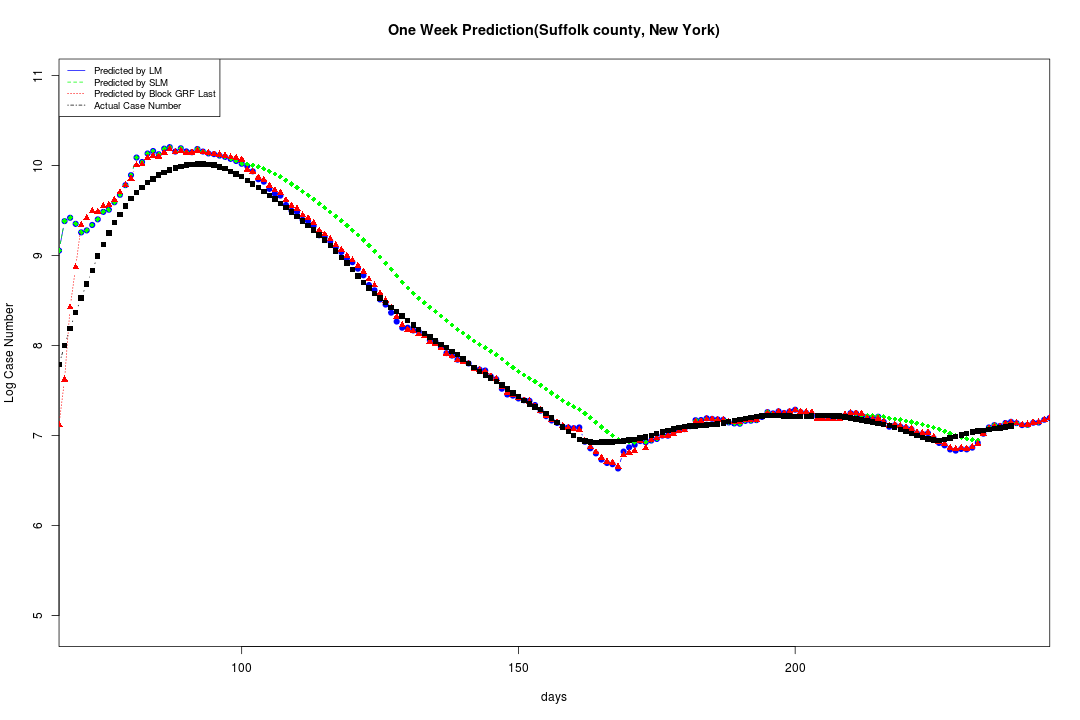 One Week Prediction(Suffolk county, New York)
Predicted by LM
Predicted by SLM
Predicted by Block GRF Last
Actual Case Number
11
10
9
8
7
6
5
Log Case Number
100 150 200
days